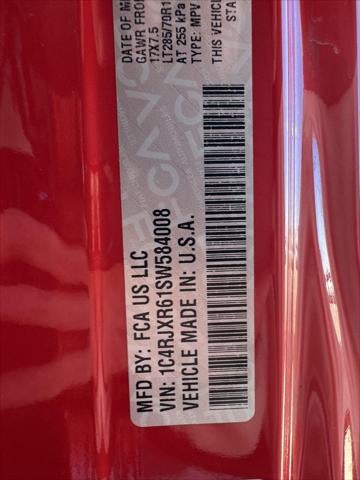 MFD BY: FCA US LLC
DATE OF M
GAWR FRO
17X7.5
LT285/70R1
AT 255 kPa
TYPE: MPV
THIS VEHIC
STA
VIN: 1C4RJXR61SW584008
VEHICLE MADE IN: U.S.A.